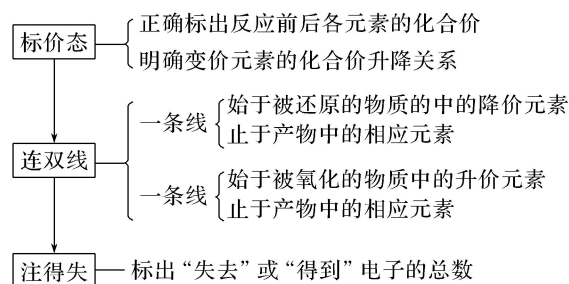 标价态
正确标出反应前后各元素的化合价
明确变价元素的化合价升降关系
连双线
一条线
始于被还原的物质的中的降价元素
止于产物中的相应元素
一条线
始于被氧化的物质中的升价元素
止于产物中的相应元素
注得失
标出“失去”或“得到”电子的总数